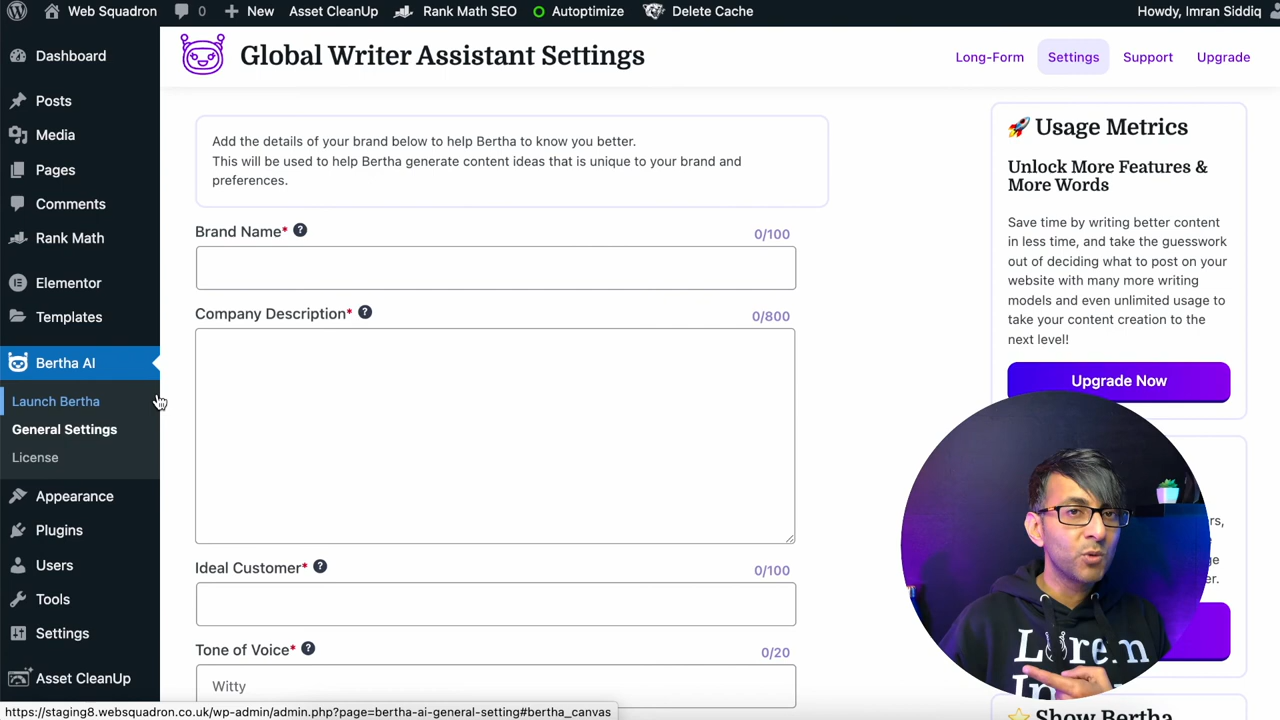 Web Squadron
0
New
Asset CleanUp
Rank Math SEO
Autoptimize
Delete Cache
Howdy, Imran Siddiq
Dashboard
Posts
Media
Pages
Comments
Rank Math
Elementor
Templates
Bertha AI
Launch Bertha
General Settings
License
Appearance
Plugins
Users
Tools
Settings
Asset CleanUp
Global Writer Assistant Settings
Long-Form
Settings
Support
Upgrade
Add the details of your brand below to help Bertha to know you better.
This will be used to help Bertha generate content ideas that is unique to your brand and
preferences.
Brand Name* ?
0/100
Company Description* ?
0/800
Ideal Customer* ?
0/100
Tone of Voice* ?
0/20
Witty
Usage Metrics
Unlock More Features &
More Words
Save time by writing better content
in less time, and take the guesswork
out of deciding what to post on your
website with many more writing
models and even unlimited usage to
take your content creation to the
next level!
Upgrade Now
Show Bertha
https://staging8.websquadron.co.uk/wp-admin/admin.php?page=bertha-ai-general-setting#bertha_canvas